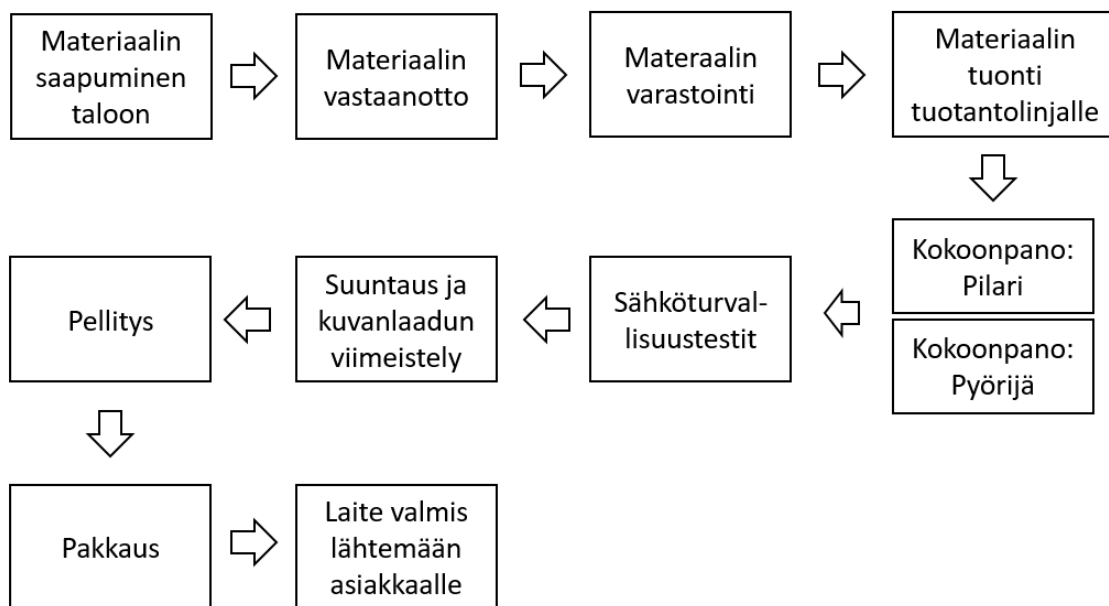 Materiaalin
saapuminen
taloon
Materiaalin
vastaanotto
Materaalin
varastointi
Materiaalin
tuonti
tuotantolinjalle
Kokoonpano:
Pilari
Kokoonpano:
Pyörijä
Sähköturval-
lisuustestit
Suuntaus ja
kuvanlaadun
viimeistely
Pellitys
Pakkaus
Laite valmis
lähtemään
asiakkaalle